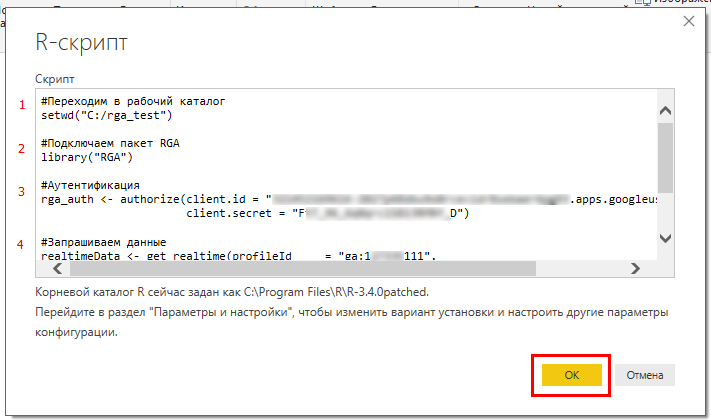 R-скрипт
Скрипт
1 #Переходим в рабочий каталог
setwd("C:/rga_test")
2 #Подключаем пакет RGA
library("RGA")
3 #Аутентификация
rga_auth <- authorize(client.id = " .apps.googleus
client.secret = "F _D")
4 #Запрашиваем данные
realtimeData <- get_realtime(profileId = "ga:1 111",
Корневой каталог R сейчас задан как C:\Program Files\R\R-3.4.0patched.
Перейдите в раздел "Параметры и настройки", чтобы изменить вариант установки и настроить другие параметры
конфигурации.
ОК Отмена